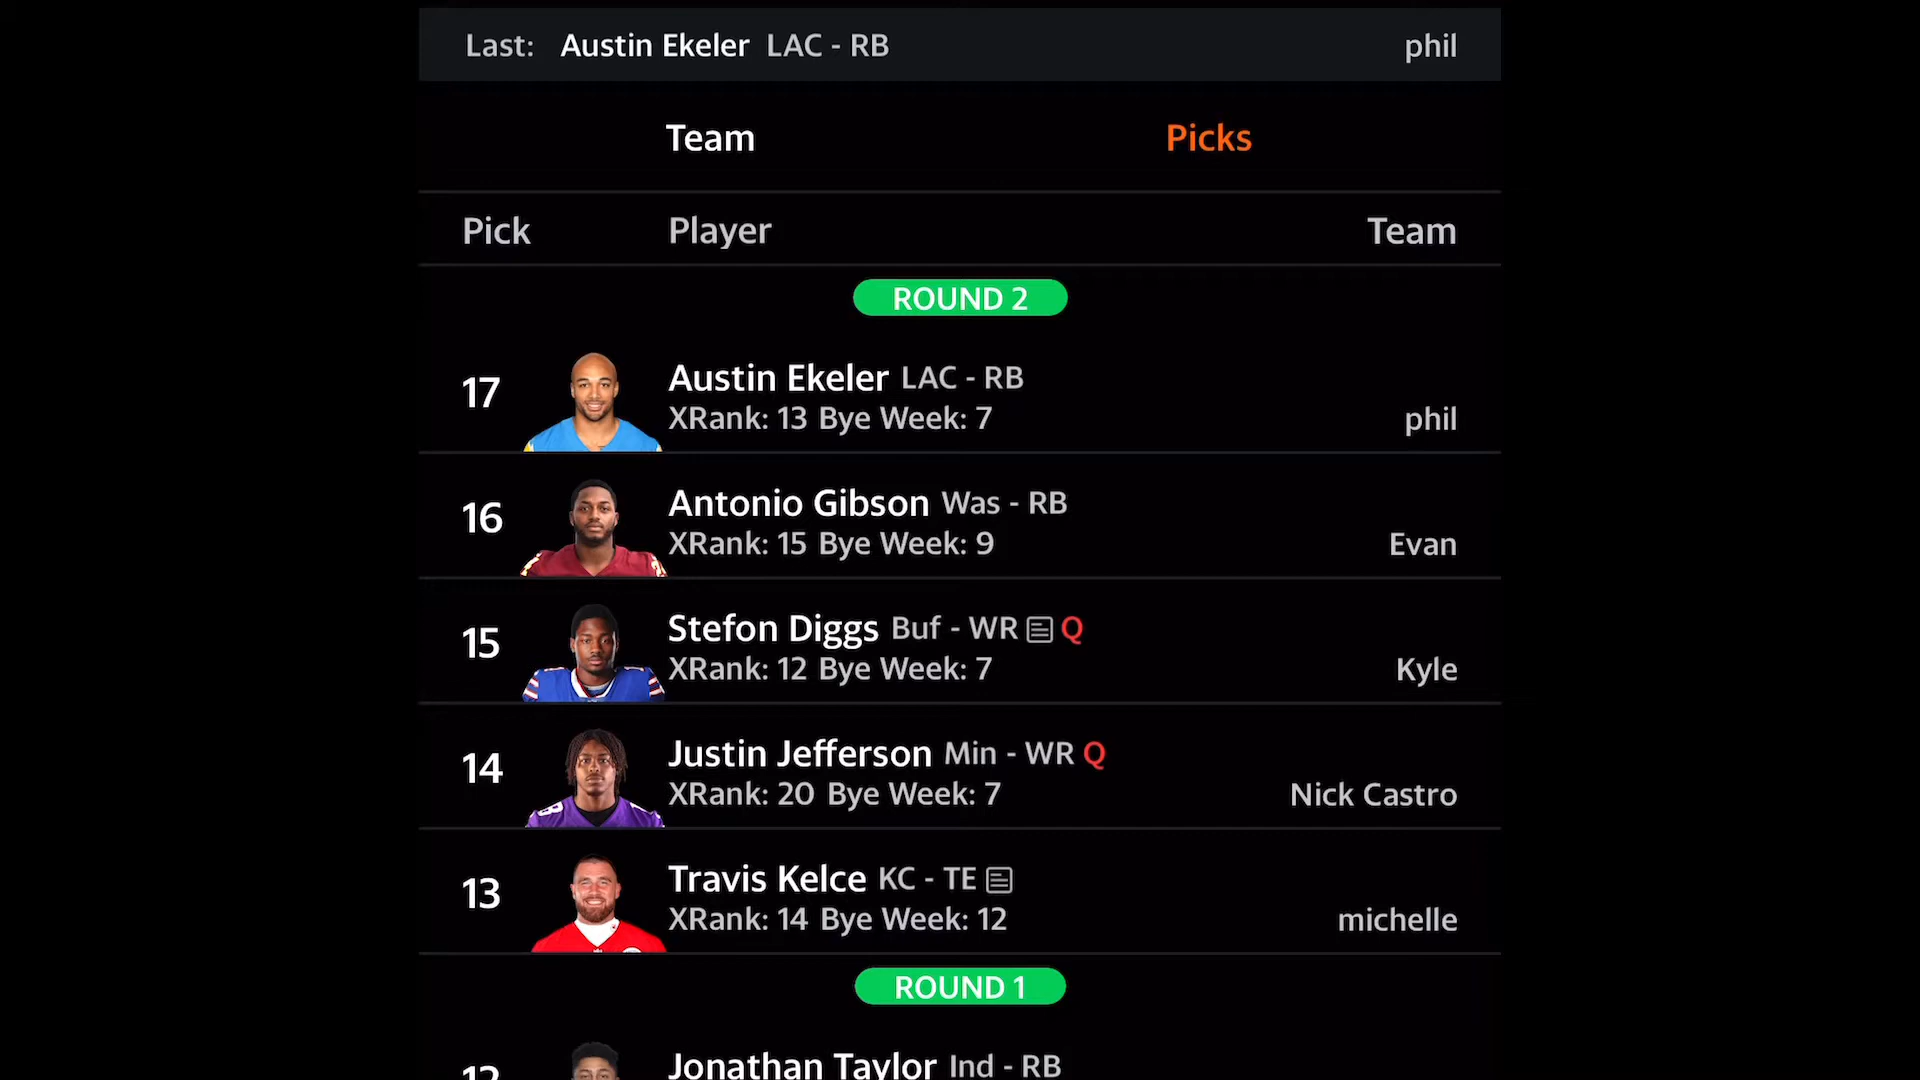 Last: Austin Ekeler LAC - RB phil
Team Picks
Pick Player Team
ROUND 2
17 Austin Ekeler LAC - RB
XRank: 13 Bye Week: 7 phil
16 Antonio Gibson Was - RB
XRank: 15 Bye Week: 9 Evan
15 Stefon Diggs Buf - WR Q
XRank: 12 Bye Week: 7 Kyle
14 Justin Jefferson Min - WR Q
XRank: 20 Bye Week: 7 Nick Castro
13 Travis Kelce KC - TE
XRank: 14 Bye Week: 12 michelle
ROUND 1
12 Jonathan Taylor Ind - RB